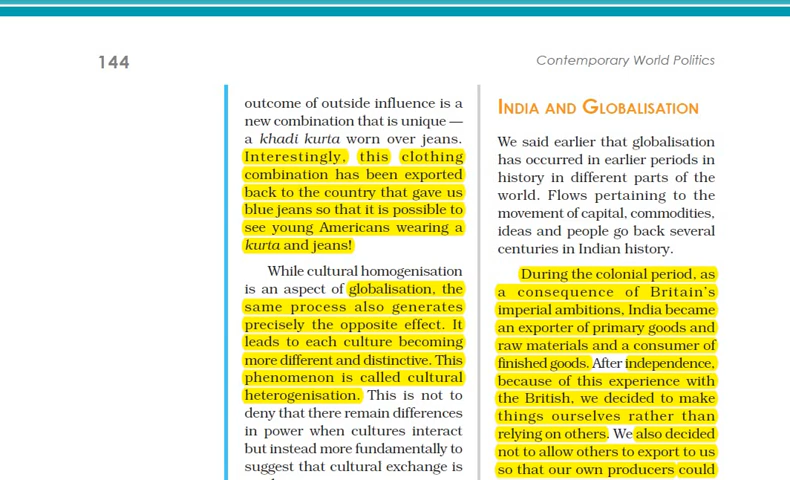 144
Contemporary World Politics
outcome of outside influence is a
new combination that is unique —
a khadi kurta worn over jeans.
Interestingly, this clothing
combination has been exported
back to the country that gave us
blue jeans so that it is possible to
see young Americans wearing a
kurta and jeans!
While cultural homogenisation
is an aspect of globalisation, the
same process also generates
precisely the opposite effect. It
leads to each culture becoming
more different and distinctive. This
phenomenon is called cultural
heterogenisation. This is not to
deny that there remain differences
in power when cultures interact
but instead more fundamentally to
suggest that cultural exchange is
INDIA AND GLOBALISATION
We said earlier that globalisation
has occurred in earlier periods in
history in different parts of the
world. Flows pertaining to the
movement of capital, commodities,
ideas and people go back several
centuries in Indian history.
During the colonial period, as
a consequence of Britain's
imperial ambitions, India became
an exporter of primary goods and
raw materials and a consumer of
finished goods. After independence,
because of this experience with
the British, we decided to make
things ourselves rather than
relying on others. We also decided
not to allow others to export to us
so that our own producers could